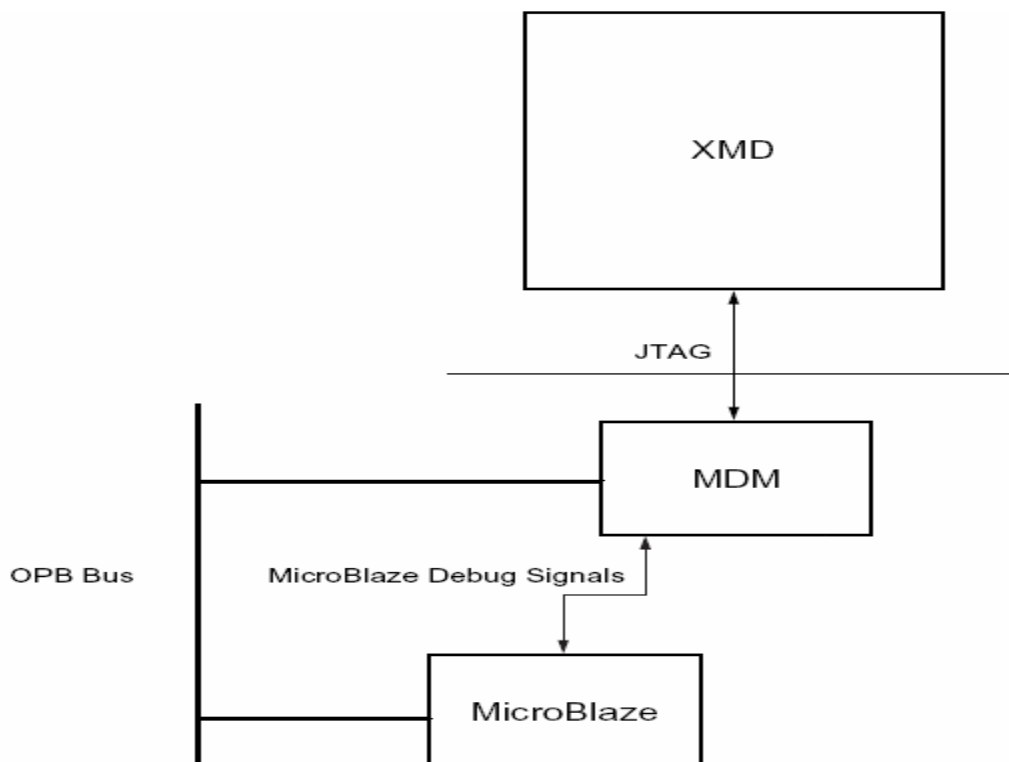 XMD
JTAG
MDM
OPB Bus
MicroBlaze Debug Signals
MicroBlaze